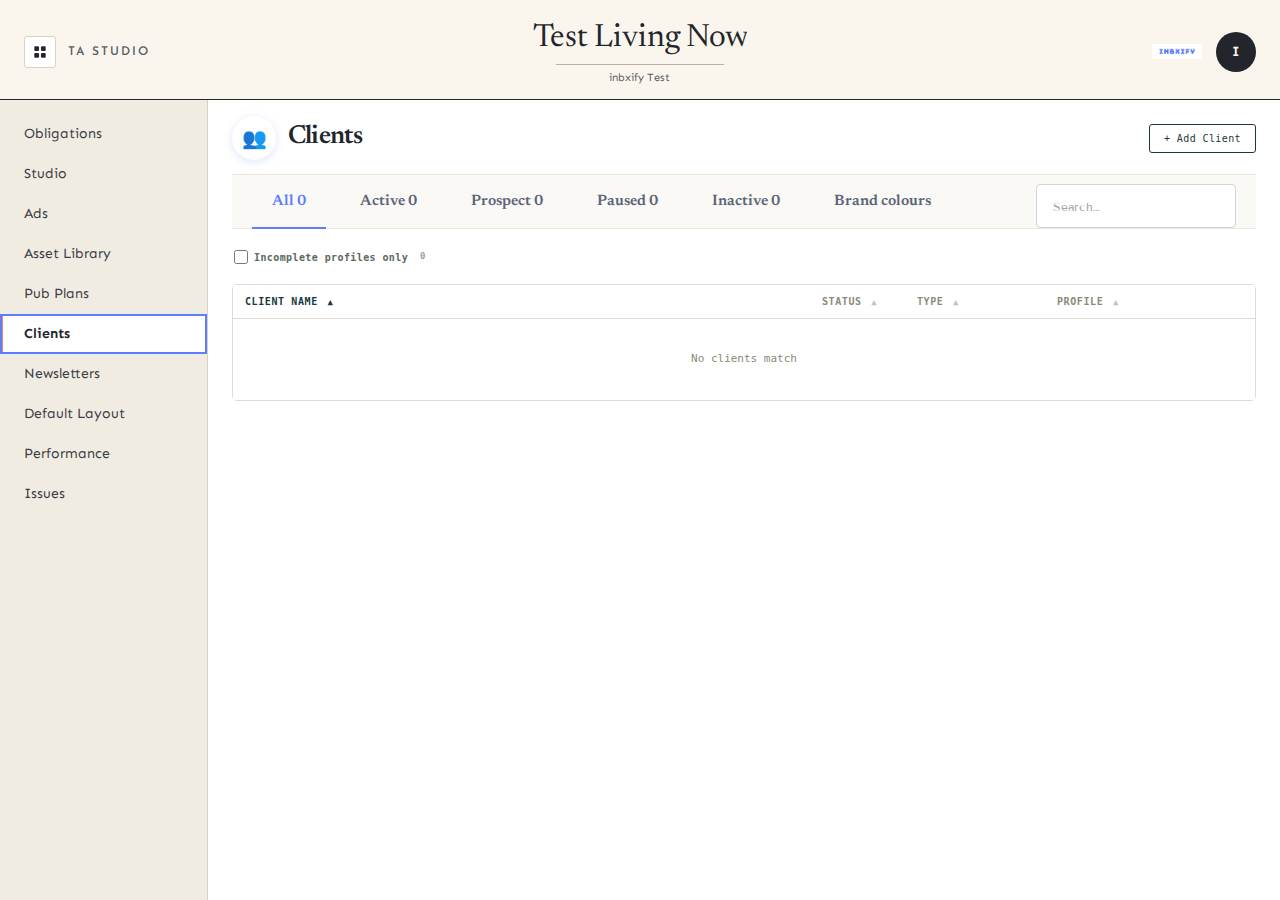 TA STUDIO
Test Living Now
inbxify Test
INBXIFY
I
Obligations
Studio
Ads
Asset Library
Pub Plans
Clients
Newsletters
Default Layout
Performance
Issues
Clients
+ Add Client
All 0
Active 0
Prospect 0
Paused 0
Inactive 0
Brand colours
Search...
Incomplete profiles only 0
CLIENT NAME ▲
STATUS ▲
TYPE ▲
PROFILE ▲
No clients match